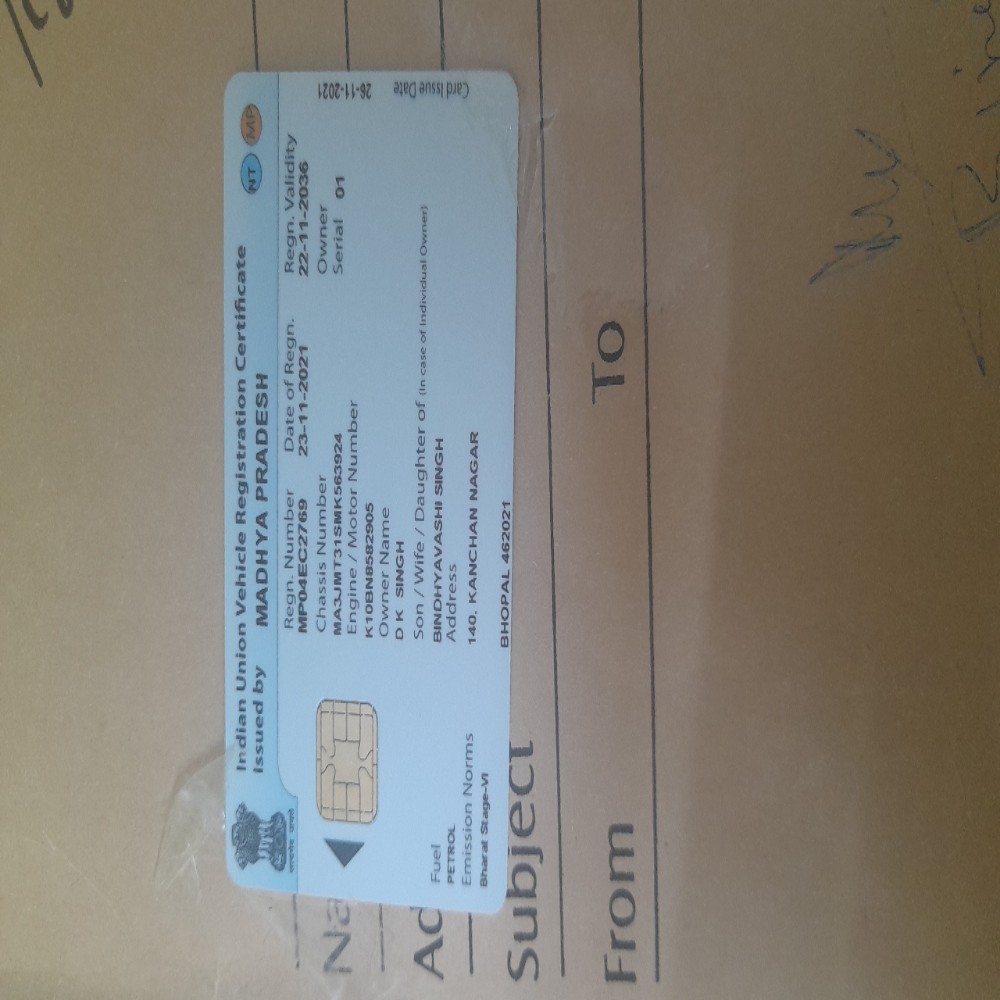 Indian Union Vehicle Registration Certificate
Issued by MADHYA PRADESH
NT MP
Regn. Number Date of Regn. Regn. Validity
MP04EC2769 23-11-2021 22-11-2036
Chassis Number Owner
MA3JMT31SMK563924 Serial 01
Engine / Motor Number
K10BN8582905
Owner Name
D K SINGH
Son / Wife / Daughter of (In case of Individual Owner)
BINDHYAVASHI SINGH
Address
140, KANCHAN NAGAR
BHOPAL 462021
Card Issue Date
26-11-2021
Fuel
PETROL
Emission Norms
Bharat Stage-VI
Na
Ad
Subject
From To